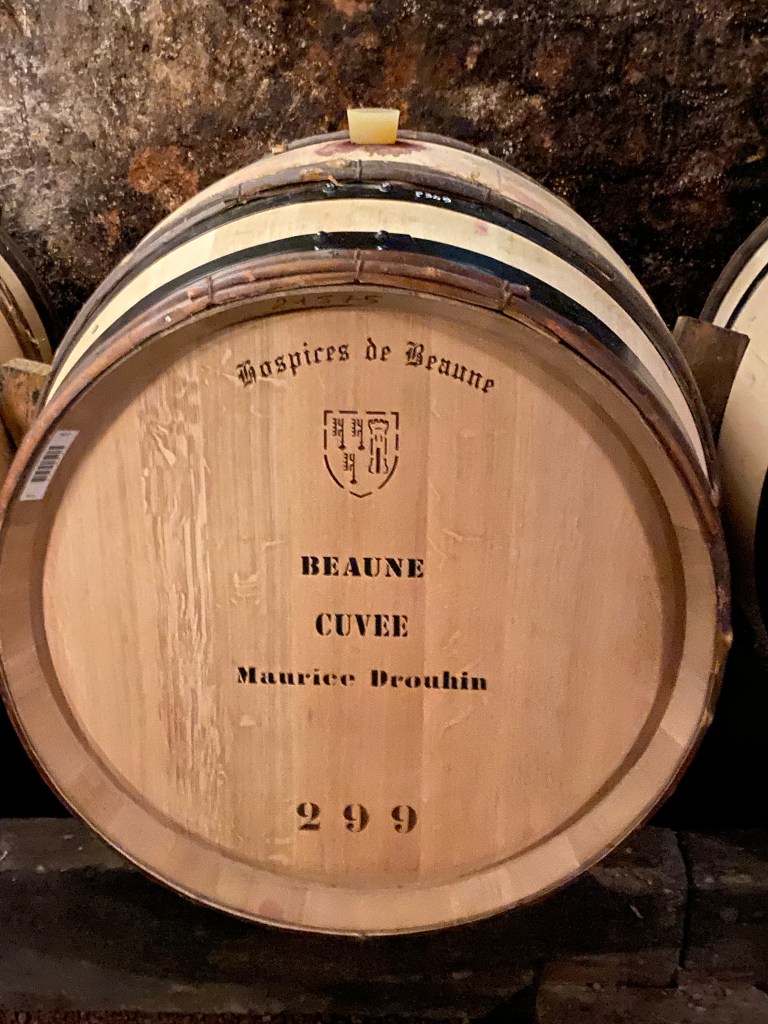 Hospices de Beaune
BEAUNE
CUVEE
Maurice Drouhin
299